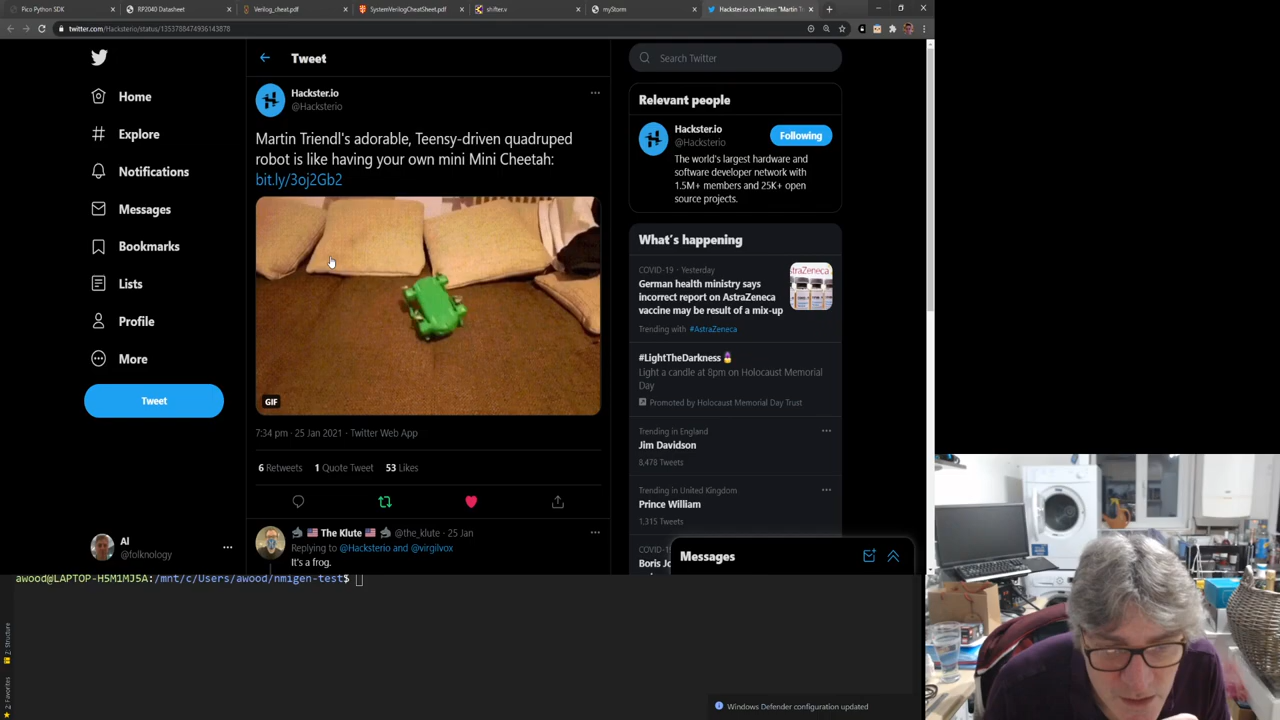 Pico Python SDK
RP2040 Datasheet
Verilog_cheat.pdf
SystemVerilogCheatSheet.pdf
shifter.v
myStorm
Hackster.io on Twitter: "Martin T
twitter.com/Hacksterio/status/1353788474936143878
Tweet
Search Twitter
Home
Explore
Notifications
Messages
Bookmarks
Lists
Profile
More
Tweet
Al
@folknology
Hackster.io
@Hacksterio
Martin Triendl's adorable, Teensy-driven quadruped
robot is like having your own mini Mini Cheetah:
bit.ly/3oj2Gb2
GIF
7:34 pm · 25 Jan 2021 · Twitter Web App
6 Retweets 1 Quote Tweet 53 Likes
The Klute @the_klute · 25 Jan
Replying to @Hacksterio and @virgilvox
It's a frog.
Relevant people
Hackster.io
@Hacksterio
Following
The world's largest hardware and
software developer network with
1.5M+ members and 25K+ open
source projects.
What's happening
COVID-19 · Yesterday
German health ministry says
incorrect report on AstraZeneca
vaccine may be result of a mix-up
Trending with #AstraZeneca
traZeneca
#LightTheDarkness
Light a candle at 8pm on Holocaust Memorial
Day
Promoted by Holocaust Memorial Day Trust
Trending in England
Jim Davidson
8,478 Tweets
Trending in United Kingdom
Prince William
1,315 Tweets
COVID-19
Boris Jo
Messages
awood@LAPTOP-H5M1MJ5A:/mnt/c/Users/awood/nmigen-test$
2: Structure
2: Favorites
Windows Defender configuration updated